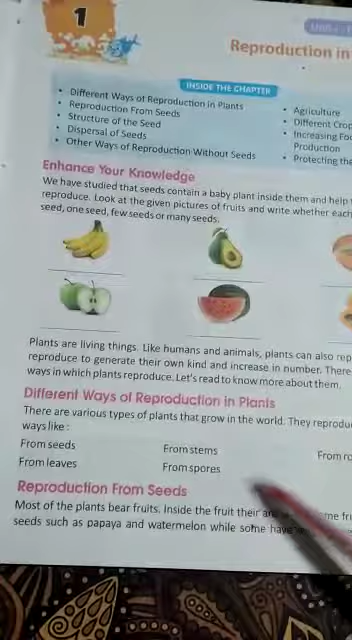 1
Reproduction in
INSIDE THE CHAPTER
• Different Ways of Reproduction in Plants
• Reproduction From Seeds
• Structure of the Seed
• Dispersal of Seeds
• Other Ways of Reproduction Without Seeds
• Agriculture
• Different Crop
• Increasing Foo
Production
• Protecting the
Enhance Your Knowledge
We have studied that seeds contain a baby plant inside them and help
reproduce. Look at the given pictures of fruits and write whether each
seed, one seed, few seeds or many seeds.
Plants are living things. Like humans and animals, plants can also rep
reproduce to generate their own kind and increase in number. There
ways in which plants reproduce. Let's read to know more about them.
Different Ways of Reproduction in Plants
There are various types of plants that grow in the world. They reprodu
ways like :
From seeds
From stems
From ro
From leaves
From spores
Reproduction From Seeds
Most of the plants bear fruits. Inside the fruit their are
seeds such as papaya and watermelon while some have